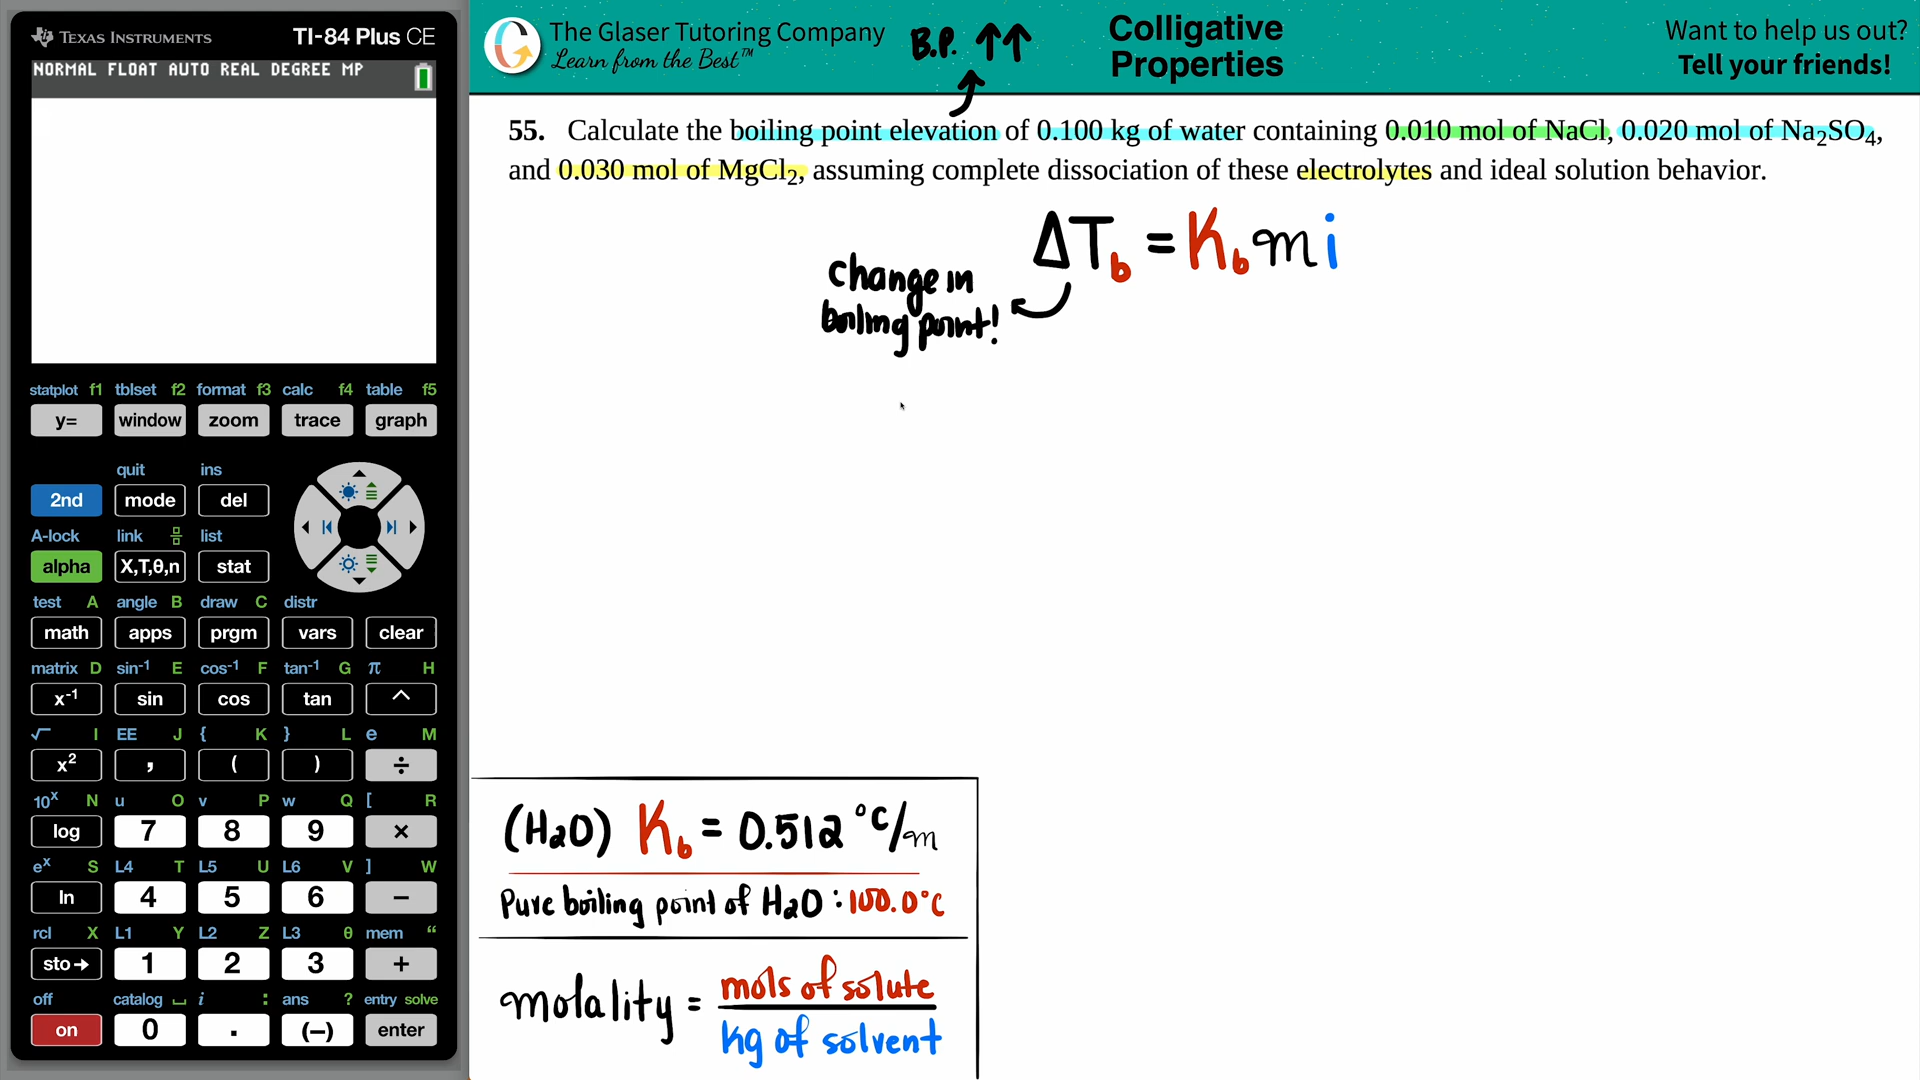 TEXAS INSTRUMENTS TI-84 Plus CE
NORMAL FLOAT AUTO REAL DEGREE MP
statplot f1 tblset f2 format f3 calc f4 table f5
y= window zoom trace graph
quit ins
2nd mode del
A-lock link list
alpha X,T,θ,n stat
test A angle B draw C distr
math apps prgm vars clear
matrix D sin⁻¹ E cos⁻¹ F tan⁻¹ G π H
x⁻¹ sin cos tan ^
√ I EE J { K } L e M
x² , ( ) ÷
10ˣ N u O v P w Q [ R
log 7 8 9 ×
eˣ S L4 T L5 U L6 V ] W
ln 4 5 6 −
rcl X L1 Y L2 Z L3 θ mem “
sto→ 1 2 3 +
off catalog ⎵ i : ans ? entry solve
on 0 . (−) enter
The Glaser Tutoring Company
Learn from the Best™
B.P. ↑↑
Colligative
Properties
Want to help us out?
Tell your friends!
55. Calculate the boiling point elevation of 0.100 kg of water containing 0.010 mol of NaCl, 0.020 mol of Na₂SO₄,
and 0.030 mol of MgCl₂, assuming complete dissociation of these electrolytes and ideal solution behavior.
ΔT_b = K_b m i
change in
boiling point!
(H₂O) K_b = 0.512 °C/m
Pure boiling point of H₂O : 100.0°C
molality = mols of solute
kg of solvent